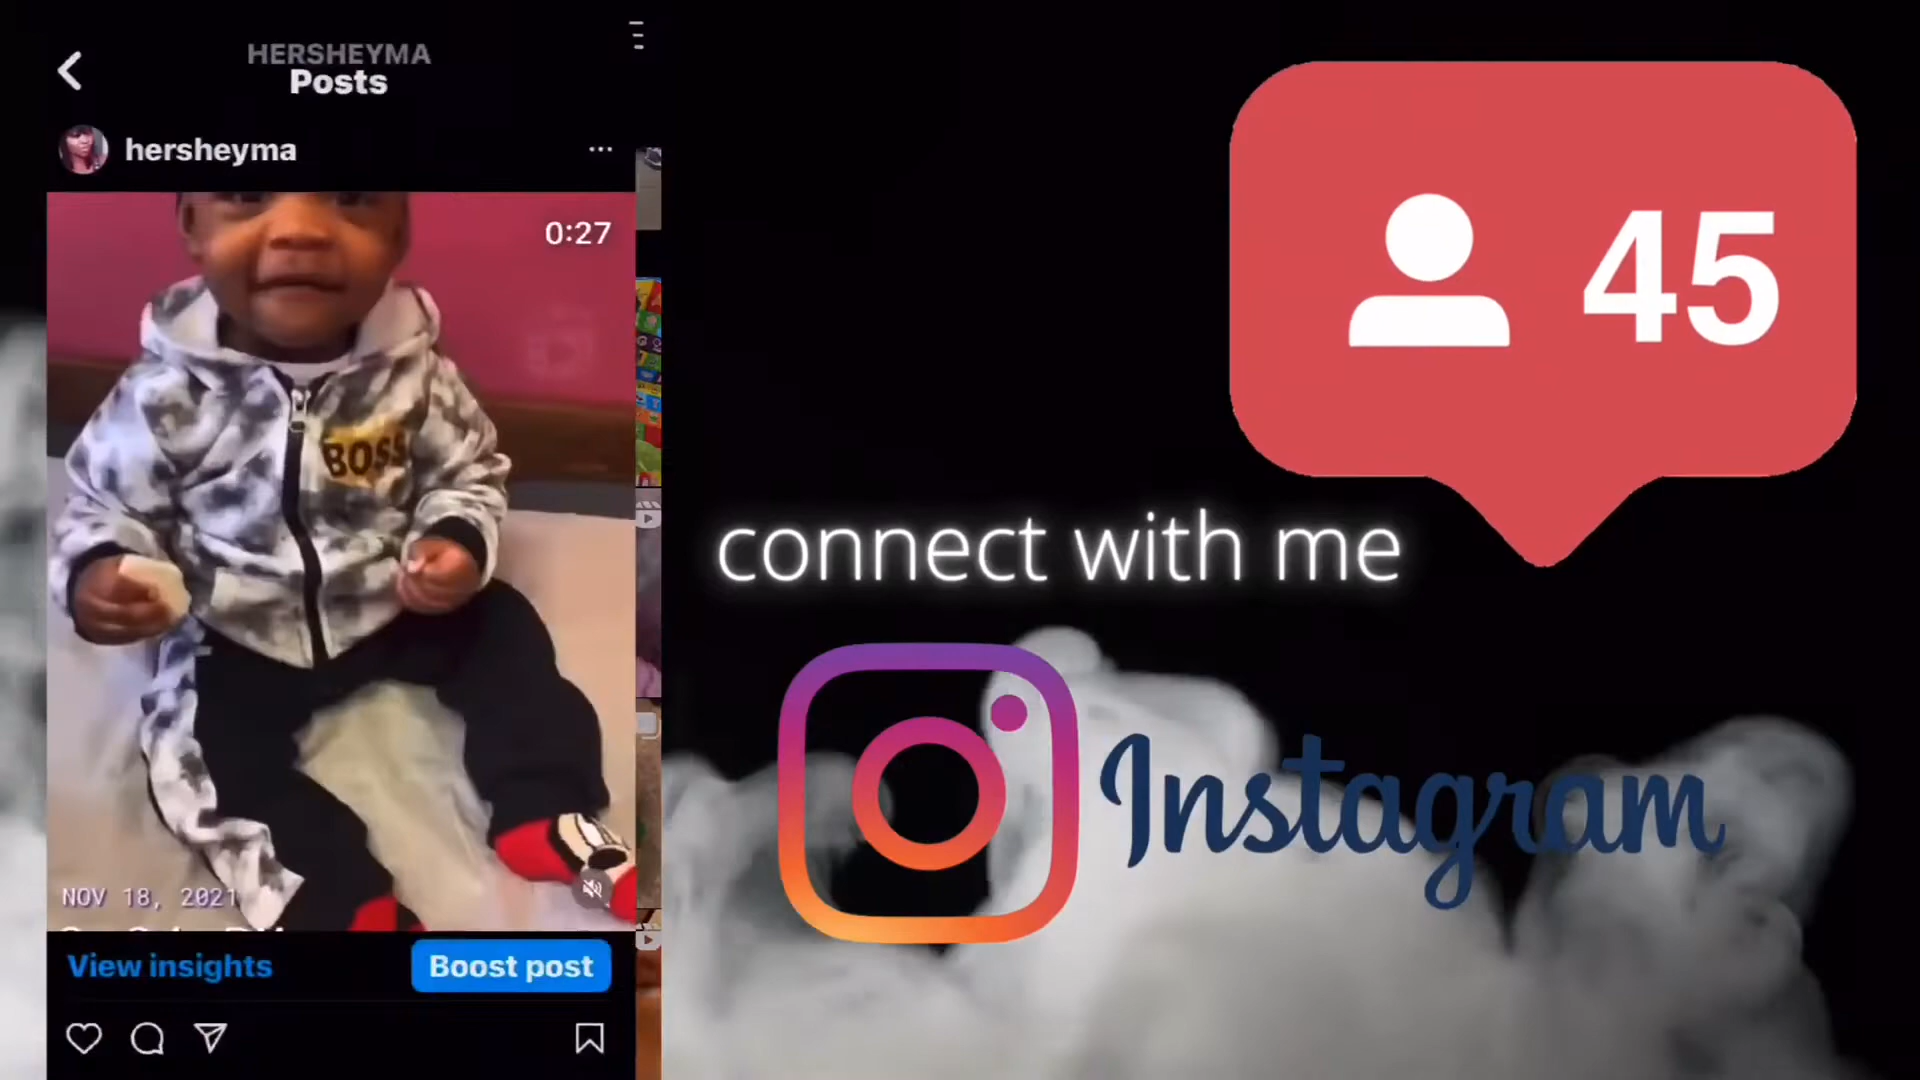 HERSHEYMA
Posts
hersheyma
0:27
BOSS
NOV 18, 2021
View insights
Boost post
45
connect with me
Instagram